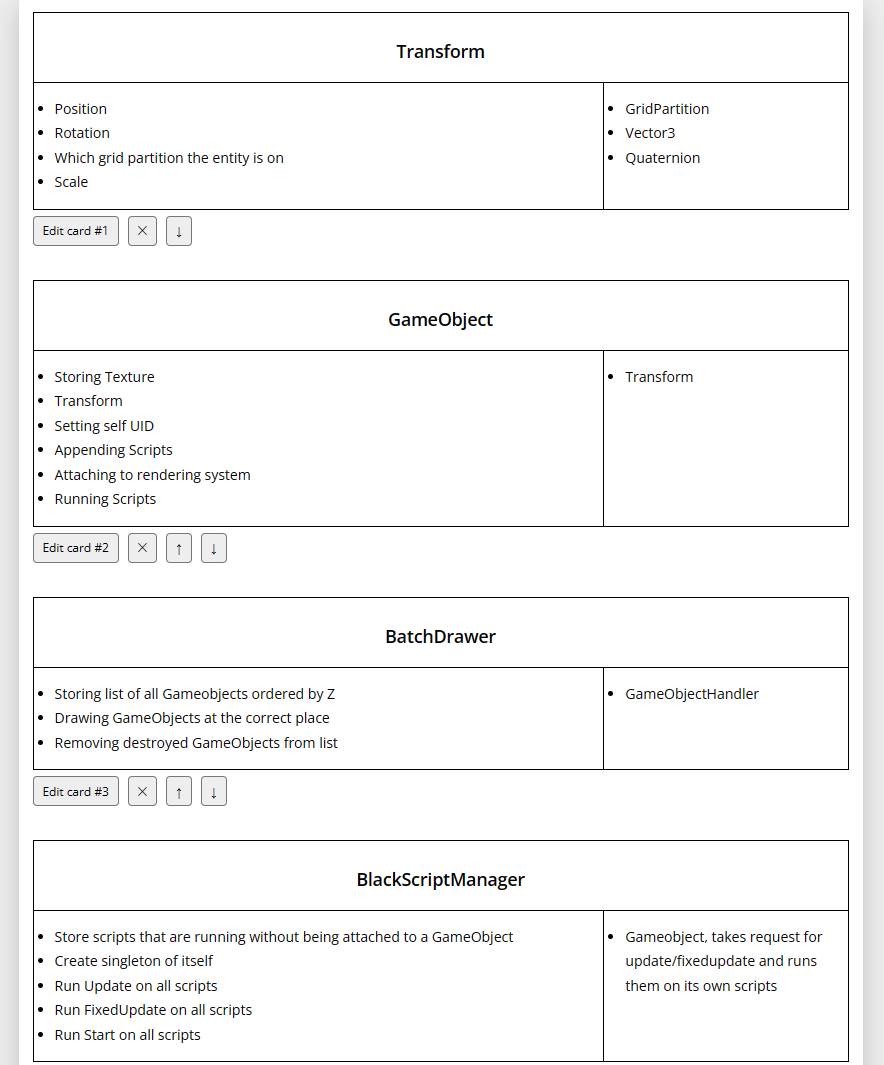 Transform
Position
Rotation
Which grid partition the entity is on
Scale
GridPartition
Vector3
Quaternion
Edit card #1
X
↓
GameObject
Storing Texture
Transform
Setting self UID
Appending Scripts
Attaching to rendering system
Running Scripts
Transform
Edit card #2
X
↑
↓
BatchDrawer
Storing list of all Gameobjects ordered by Z
Drawing GameObjects at the correct place
Removing destroyed GameObjects from list
GameObjectHandler
Edit card #3
X
↑
↓
BlackScriptManager
Store scripts that are running without being attached to a GameObject
Create singleton of itself
Run Update on all scripts
Run FixedUpdate on all scripts
Run Start on all scripts
Gameobject, takes request for
update/fixedupdate and runs
them on its own scripts